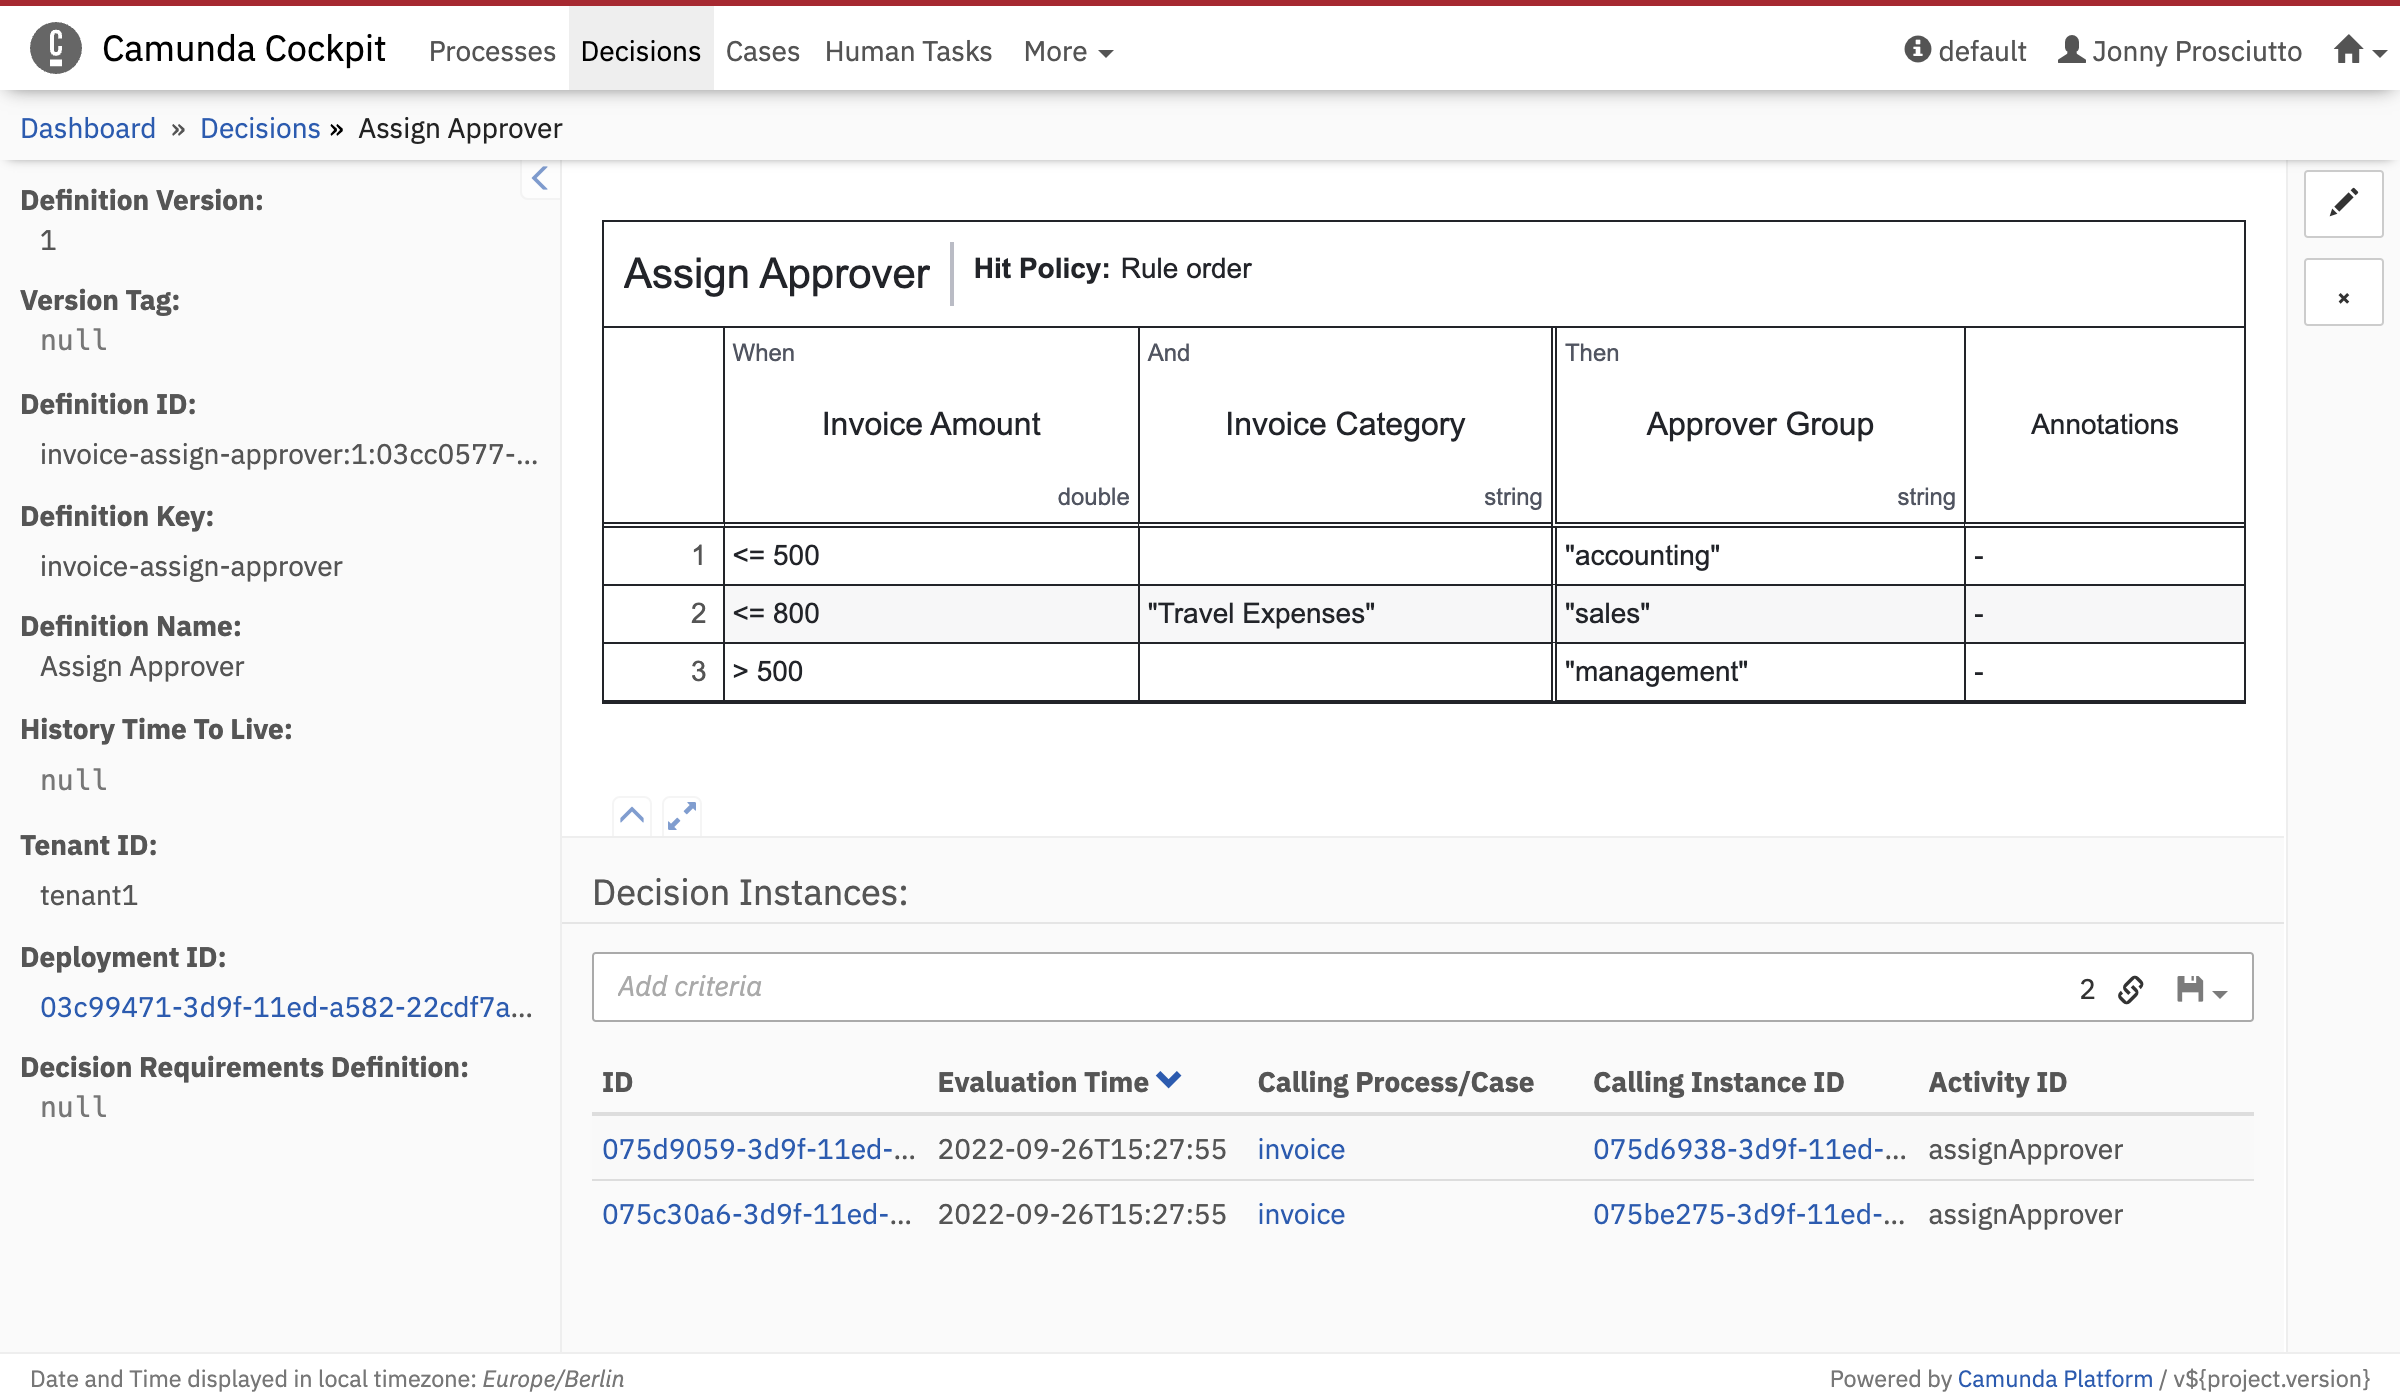 Camunda Cockpit Processes Decisions Cases Human Tasks More default Jonny Prosciutto
Dashboard » Decisions » Assign Approver
Definition Version:
1
Version Tag:
null
Definition ID:
invoice-assign-approver:1:03cc0577-...
Definition Key:
invoice-assign-approver
Definition Name:
Assign Approver
History Time To Live:
null
Tenant ID:
tenant1
Deployment ID:
03c99471-3d9f-11ed-a582-22cdf7a...
Decision Requirements Definition:
null
Assign Approver Hit Policy: Rule order
When And Then
Invoice Amount Invoice Category Approver Group Annotations
double string string
1 <= 500 "accounting" -
2 <= 800 "Travel Expenses" "sales" -
3 > 500 "management" -
Decision Instances:
Add criteria 2
ID Evaluation Time Calling Process/Case Calling Instance ID Activity ID
075d9059-3d9f-11ed-... 2022-09-26T15:27:55 invoice 075d6938-3d9f-11ed-... assignApprover
075c30a6-3d9f-11ed-... 2022-09-26T15:27:55 invoice 075be275-3d9f-11ed-... assignApprover
Date and Time displayed in local timezone: Europe/Berlin
Powered by Camunda Platform / v${project.version}